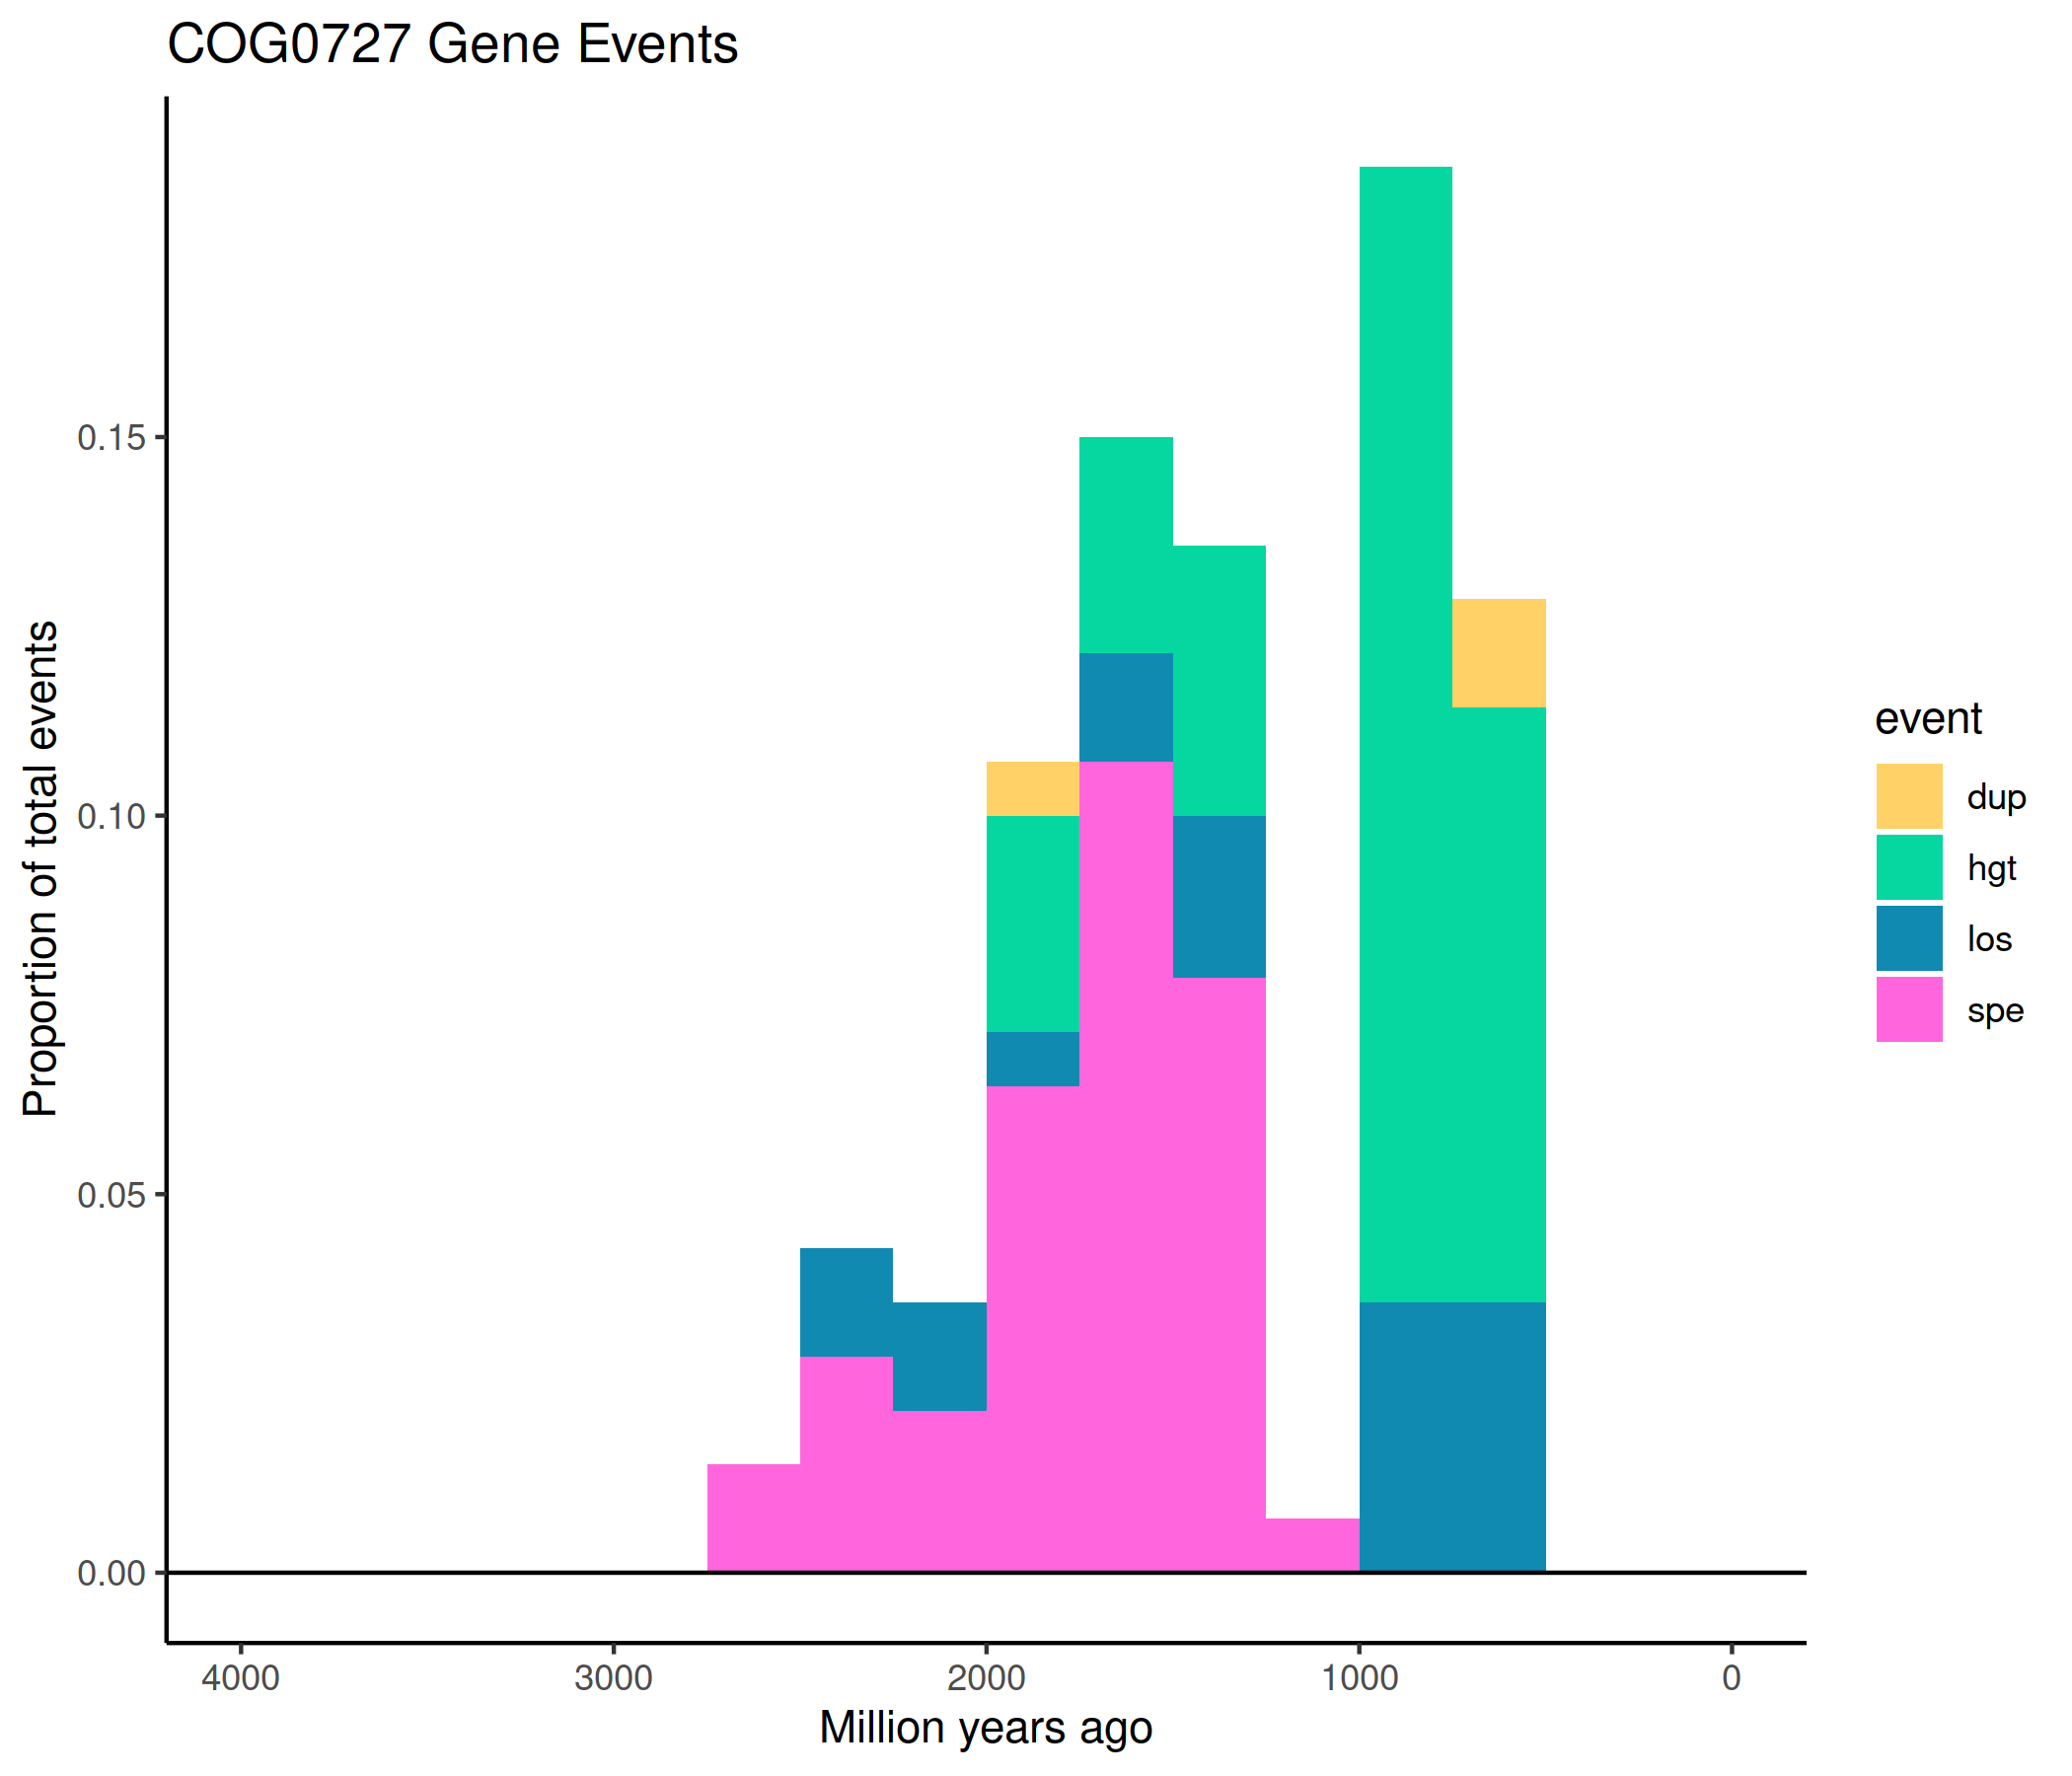 COG0727 Gene Events
Proportion of total events
0.15
0.10
0.05
0.00
4000 3000 2000 1000 0
Million years ago
event
dup
hgt
los
spe